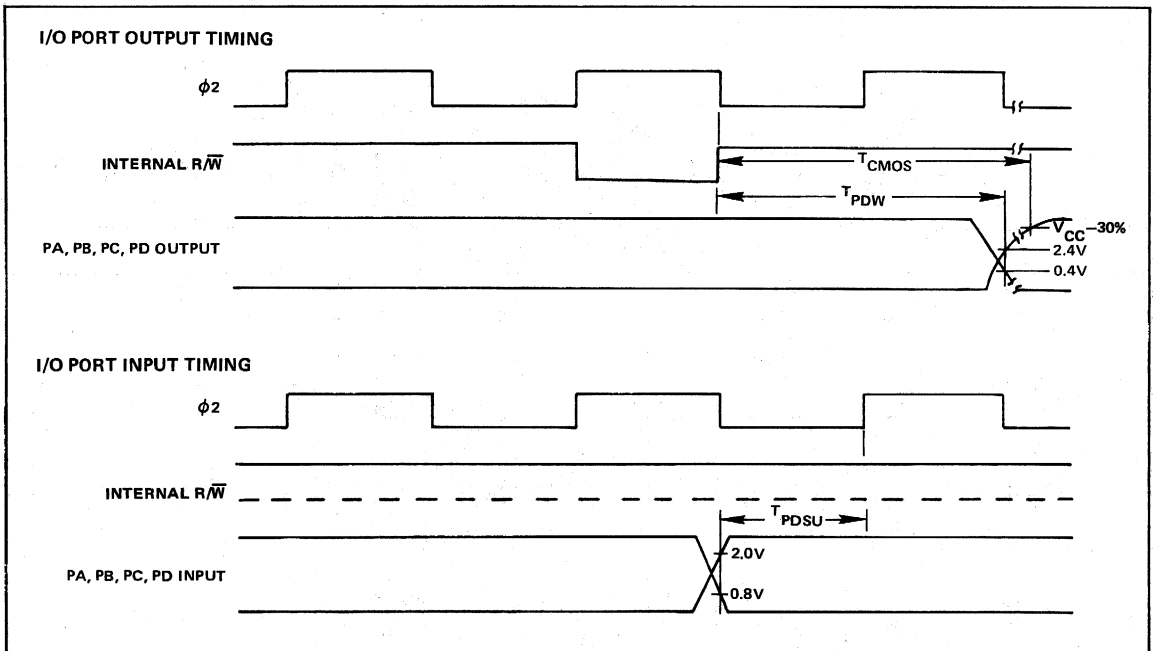 I/O PORT OUTPUT TIMING
ϕ2
INTERNAL R/W̅
T_CMOS
T_PDW
PA, PB, PC, PD OUTPUT
V_CC –30%
2.4V
0.4V
I/O PORT INPUT TIMING
ϕ2
INTERNAL R/W̅
T_PDSU
PA, PB, PC, PD INPUT
2.0V
0.8V